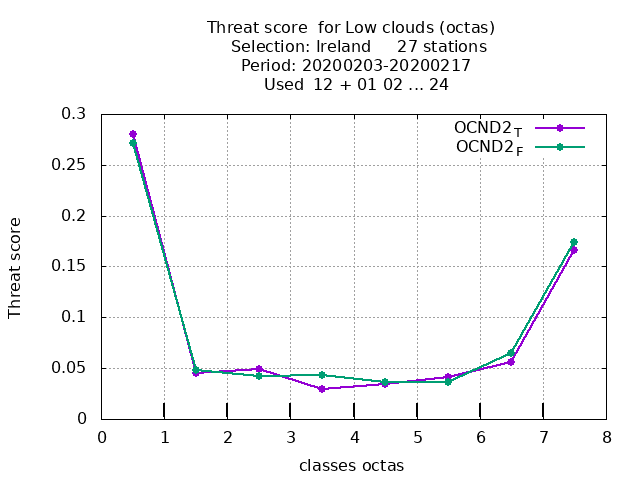 Threat score  for Low clouds (octas)
Selection: Ireland     27 stations
Period: 20200203-20200217
Used  12 + 01 02 ... 24
OCND2T
OCND2F
0.3
0.25
0.2
0.15
0.1
0.05
0
0 1 2 3 4 5 6 7 8
Threat score
classes octas